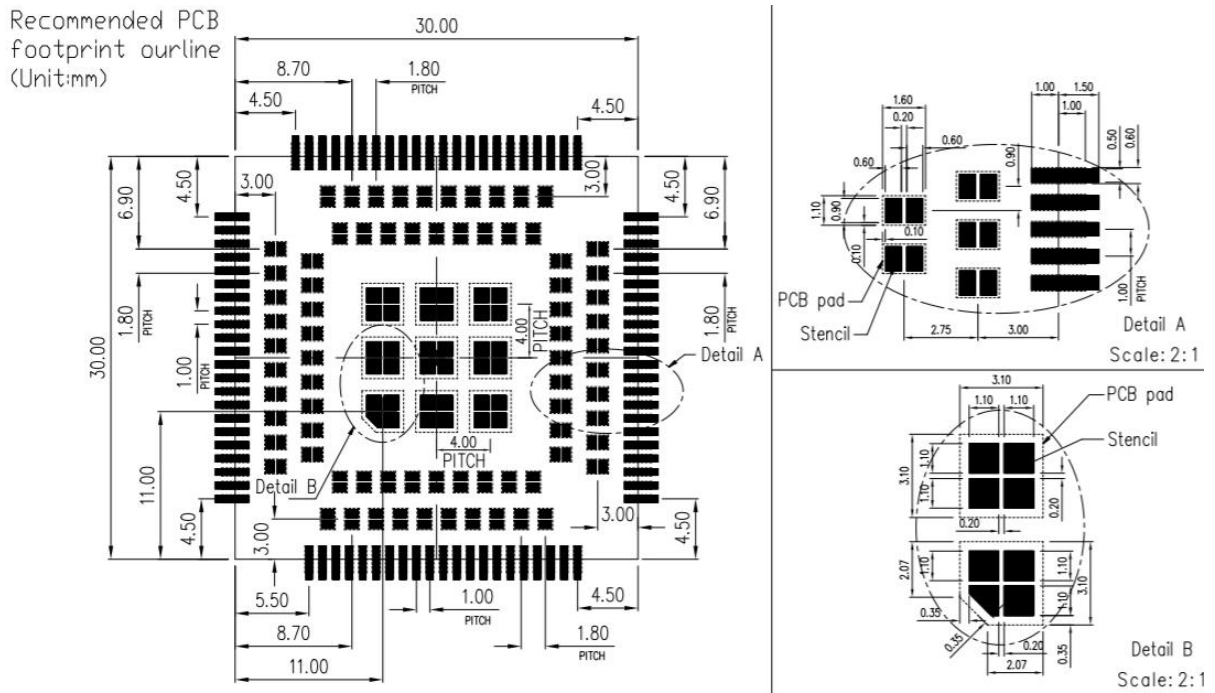 Recommended PCB
footprint ourline
(Unit:mm)
30.00
8.70
1.80
PITCH
4.50
4.50
6.90
4.50
3.00
3.00
4.50
6.90
1.80
PITCH
1.00
PITCH
30.00
4.00
PITCH
1.80
PITCH
Detail A
4.00
PITCH
Detail B
11.00
4.50
3.00
3.00
4.50
5.50
1.00
PITCH
4.50
8.70
1.80
PITCH
11.00
1.60
0.20
0.60
0.60
0.90
1.00
1.50
1.00
0.50
0.60
1.10
0.90
0.10
0.10
PCB pad
Stencil
1.00
PITCH
2.75
3.00
Detail A
Scale: 2:1
3.10
1.10
1.10
PCB pad
Stencil
3.10
1.10
1.10
0.20
0.20
2.07
1.10
1.10
3.10
1.10
0.35
0.35
0.20
0.35
2.07
Detail B
Scale: 2:1